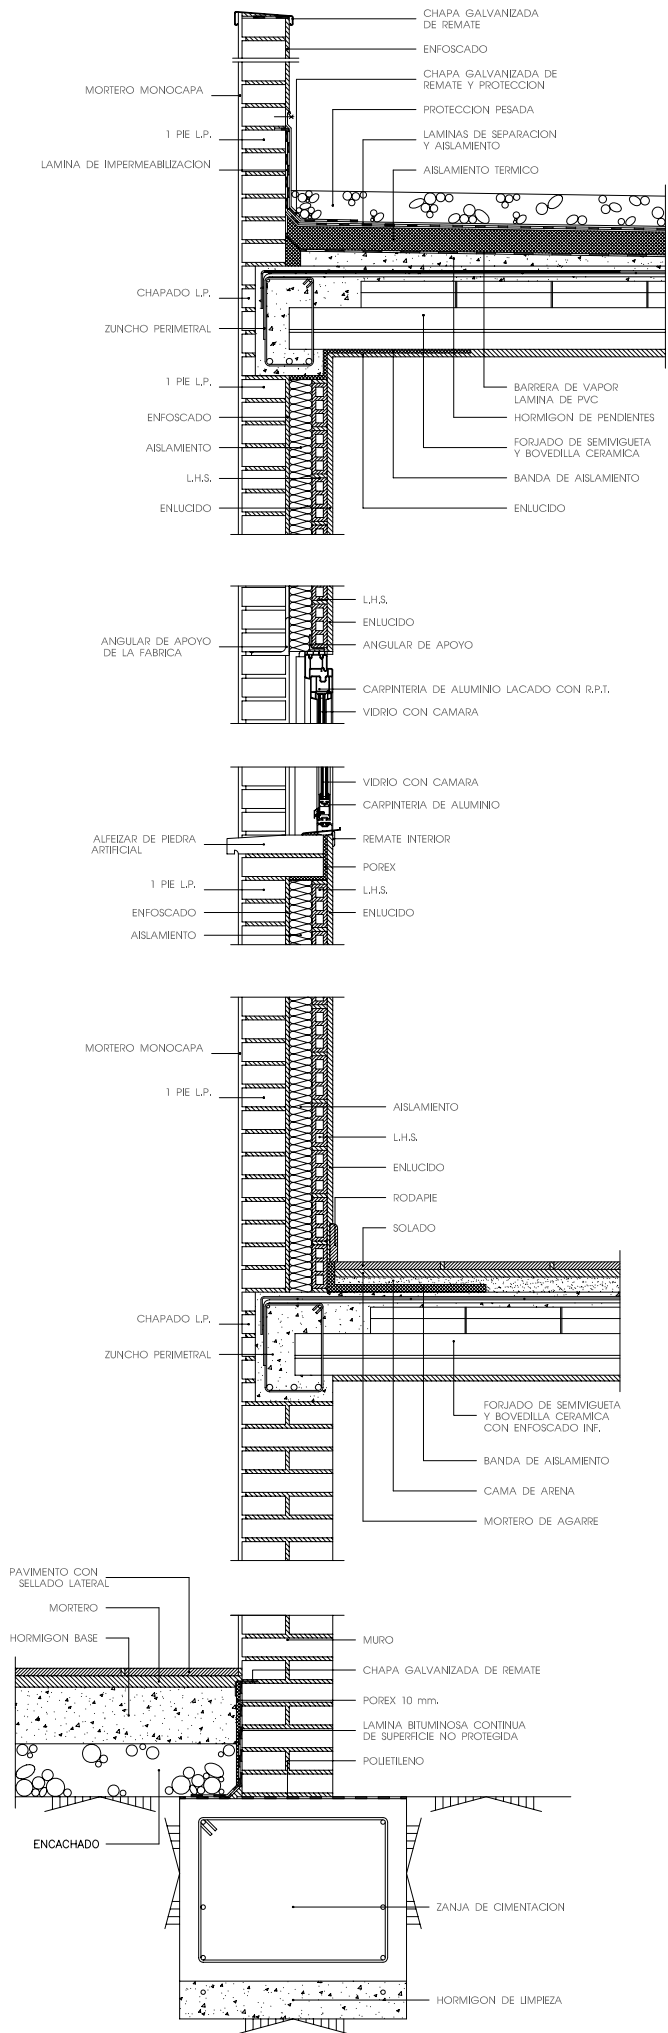 CHAPA GALVANIZADA
DE REMATE
ENFOSCADO
CHAPA GALVANIZADA DE
REMATE Y PROTECCION
MORTERO MONOCAPA
PROTECCION PESADA
1 PIE L.P.
LAMINAS DE SEPARACION
Y AISLAMIENTO
LAMINA DE IMPERMEABILIZACION
AISLAMIENTO TERMICO
CHAPADO L.P.
ZUNCHO PERIMETRAL
1 PIE L.P.
BARRERA DE VAPOR
LAMINA DE PVC
ENFOSCADO
HORMIGON DE PENDIENTES
AISLAMIENTO
FORJADO DE SEMIVIGUETA
Y BOVEDILLA CERAMICA
L.H.S.
BANDA DE AISLAMIENTO
ENLUCIDO
ENLUCIDO
L.H.S.
ENLUCIDO
ANGULAR DE APOYO
DE LA FABRICA
ANGULAR DE APOYO
CARPINTERIA DE ALUMINIO LACADO CON R.P.T.
VIDRIO CON CAMARA
VIDRIO CON CAMARA
CARPINTERIA DE ALUMINIO
ALFEIZAR DE PIEDRA
ARTIFICIAL
REMATE INTERIOR
POREX
1 PIE L.P.
L.H.S.
ENFOSCADO
ENLUCIDO
AISLAMIENTO
MORTERO MONOCAPA
1 PIE L.P.
AISLAMIENTO
L.H.S.
ENLUCIDO
RODAPIE
SOLADO
CHAPADO L.P.
ZUNCHO PERIMETRAL
FORJADO DE SEMIVIGUETA
Y BOVEDILLA CERAMICA
CON ENFOSCADO INF.
BANDA DE AISLAMIENTO
CAMA DE ARENA
MORTERO DE AGARRE
PAVIMENTO CON
SELLADO LATERAL
MORTERO
HORMIGON BASE
MURO
CHAPA GALVANIZADA DE REMATE
POREX 10 mm.
LAMINA BITUMINOSA CONTINUA
DE SUPERFICIE NO PROTEGIDA
POLIETILENO
ENCACHADO
ZANJA DE CIMENTACION
HORMIGON DE LIMPIEZA